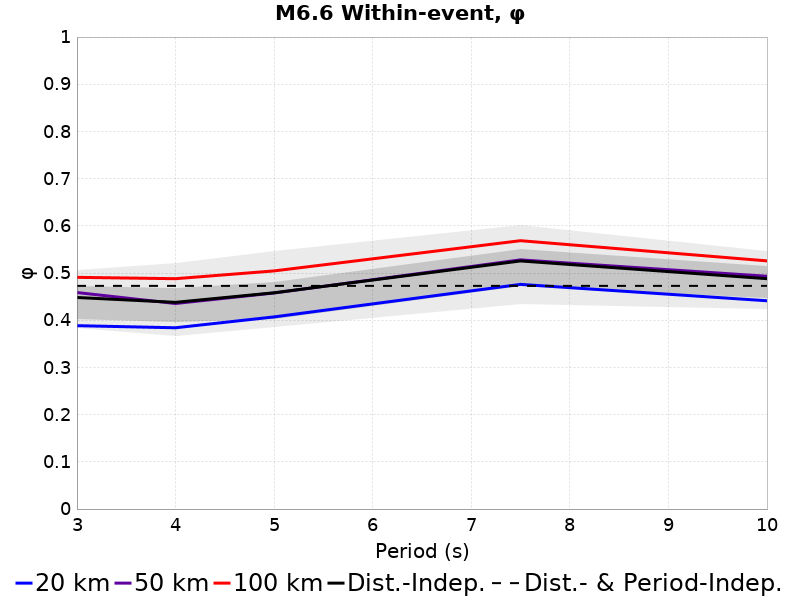 M6.6 Within-event, φ
1
0.9
0.8
0.7
0.6
0.5
0.4
0.3
0.2
0.1
0
φ
3 4 5 6 7 8 9 10
Period (s)
20 km 50 km 100 km Dist.-Indep. Dist.- & Period-Indep.